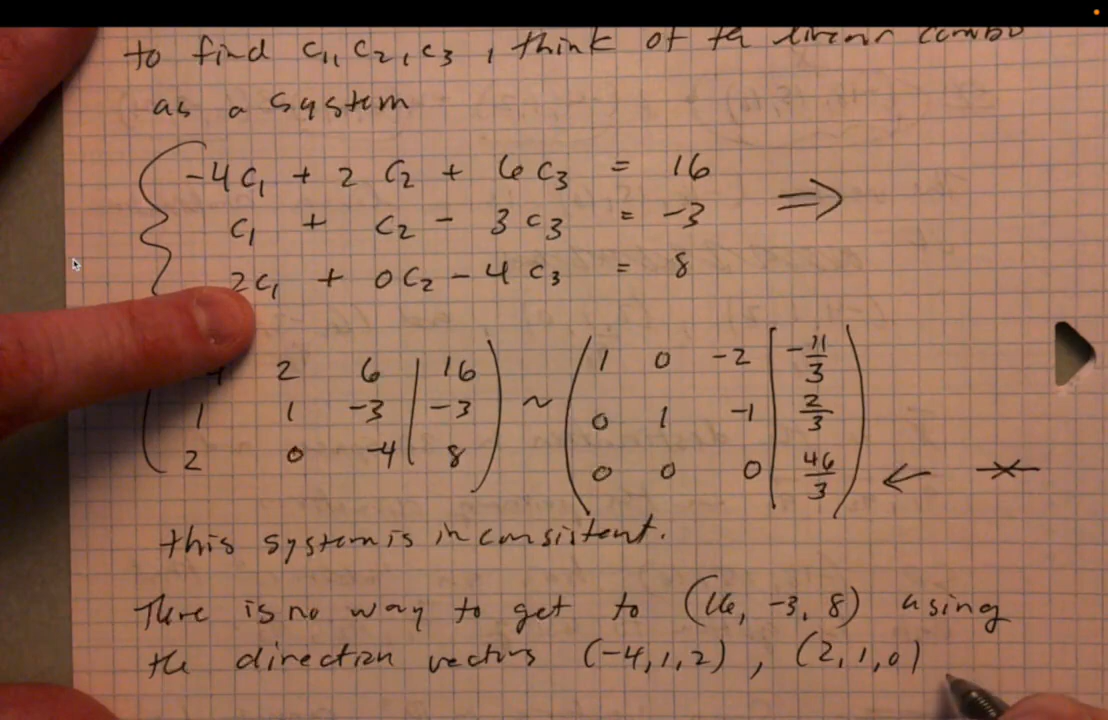 to find c₁, c₂, c₃, think of th linear combo
as a system
-4c₁ + 2c₂ + 6c₃ = 16 ⇒
c₁ + c₂ - 3c₃ = -3
2c₁ + 0c₂ - 4c₃ = 8
2 6 | 16 ~ 1 0 -2 | -11/3
1 1 -3 | -3 0 1 -1 | 2/3
2 0 -4 | 8 0 0 0 | 46/3 ←
this system is inconsistent.
There is no way to get to (16, -3, 8) using
the direction vectors (-4,1,2), (2,1,0)